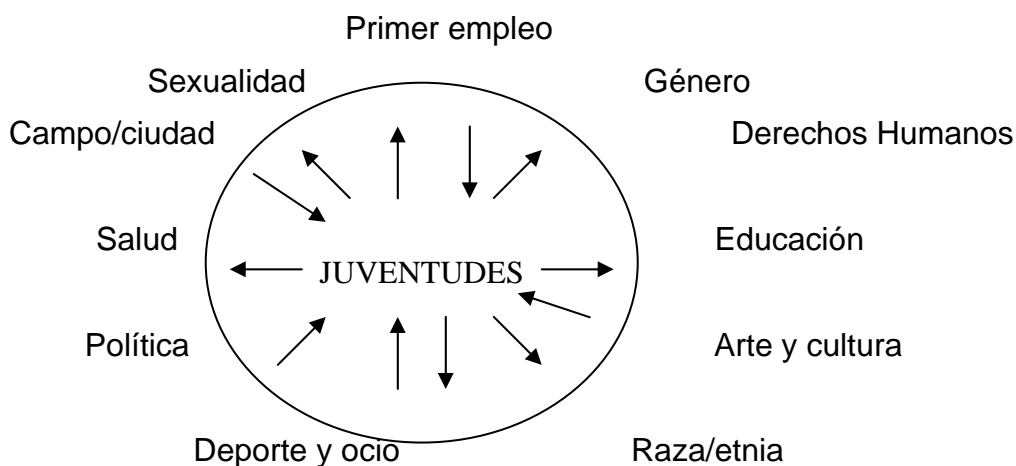 Primer empleo
Sexualidad
Género
Campo/ciudad
Derechos Humanos
Salud
Educación
JUVENTUDES
Política
Arte y cultura
Deporte y ocio
Raza/etnia